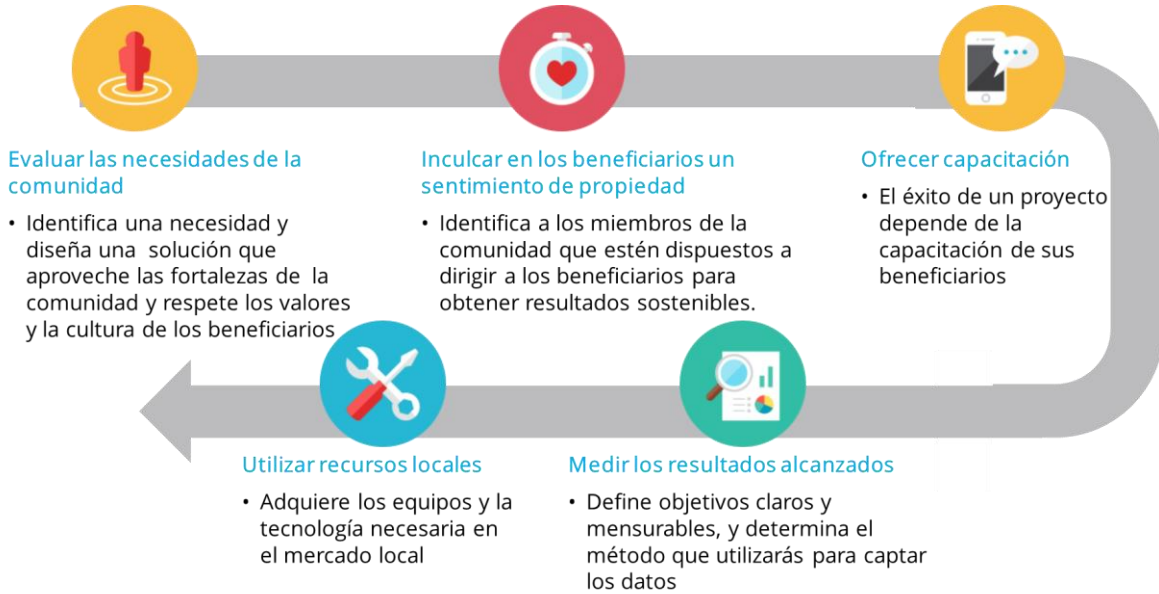 Evaluar las necesidades de la
comunidad
• Identifica una necesidad y
diseña una solución que
aproveche las fortalezas de la
comunidad y respete los valores
y la cultura de los beneficiarios
Inculcar en los beneficiarios un
sentimiento de propiedad
• Identifica a los miembros de la
comunidad que estén dispuestos a
dirigir a los beneficiarios para
obtener resultados sostenibles.
Ofrecer capacitación
• El éxito de un proyecto
depende de la
capacitación de sus
beneficiarios
Utilizar recursos locales
• Adquiere los equipos y la
tecnología necesaria en
el mercado local
Medir los resultados alcanzados
• Define objetivos claros y
mensurables, y determina el
método que utilizarás para captar
los datos